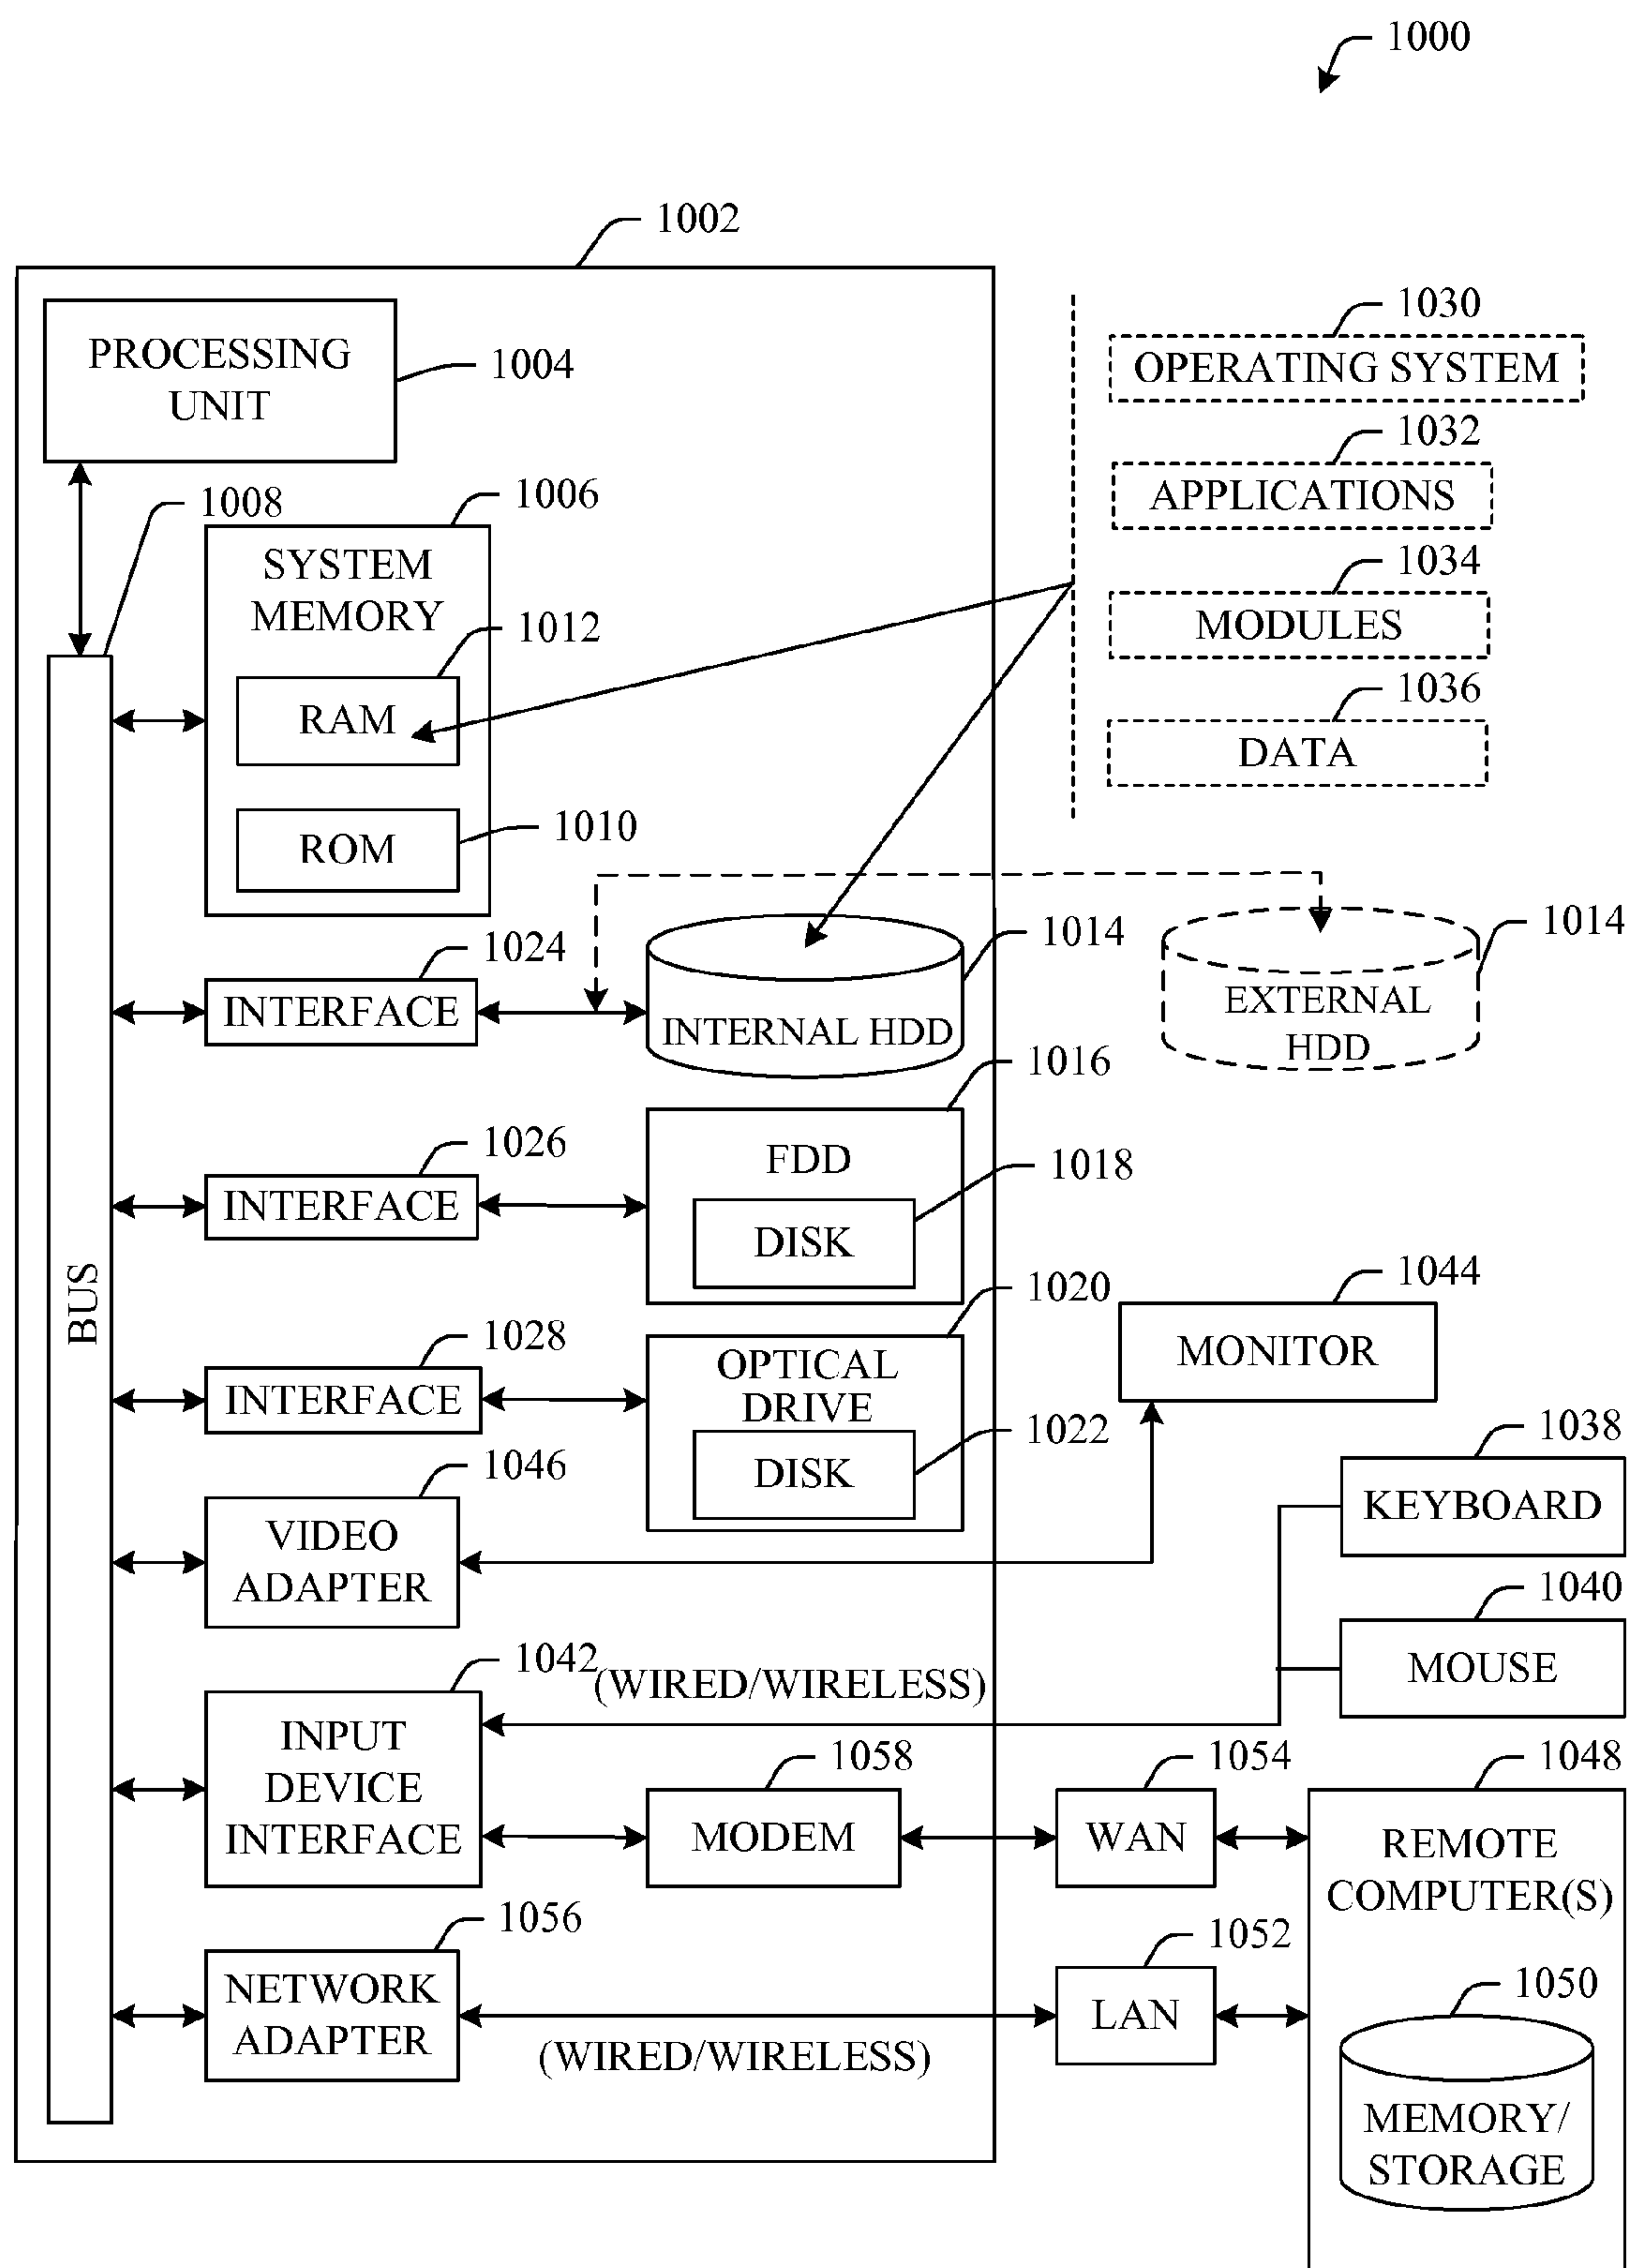 1000
1002
PROCESSING
UNIT
1004
1030
OPERATING SYSTEM
1032
APPLICATIONS
1034
MODULES
1036
DATA
1008
1006
SYSTEM
MEMORY
1012
RAM
1010
ROM
1024
INTERFACE
1014
INTERNAL HDD
1014
EXTERNAL
HDD
1026
INTERFACE
1016
FDD
1018
DISK
BUS
1028
INTERFACE
1020
OPTICAL
DRIVE
1022
DISK
1044
MONITOR
1046
VIDEO
ADAPTER
1038
KEYBOARD
1040
MOUSE
1042
(WIRED/WIRELESS)
INPUT
DEVICE
INTERFACE
1058
MODEM
1054
WAN
1048
REMOTE
COMPUTER(S)
1056
NETWORK
ADAPTER
(WIRED/WIRELESS)
1052
LAN
1050
MEMORY/
STORAGE